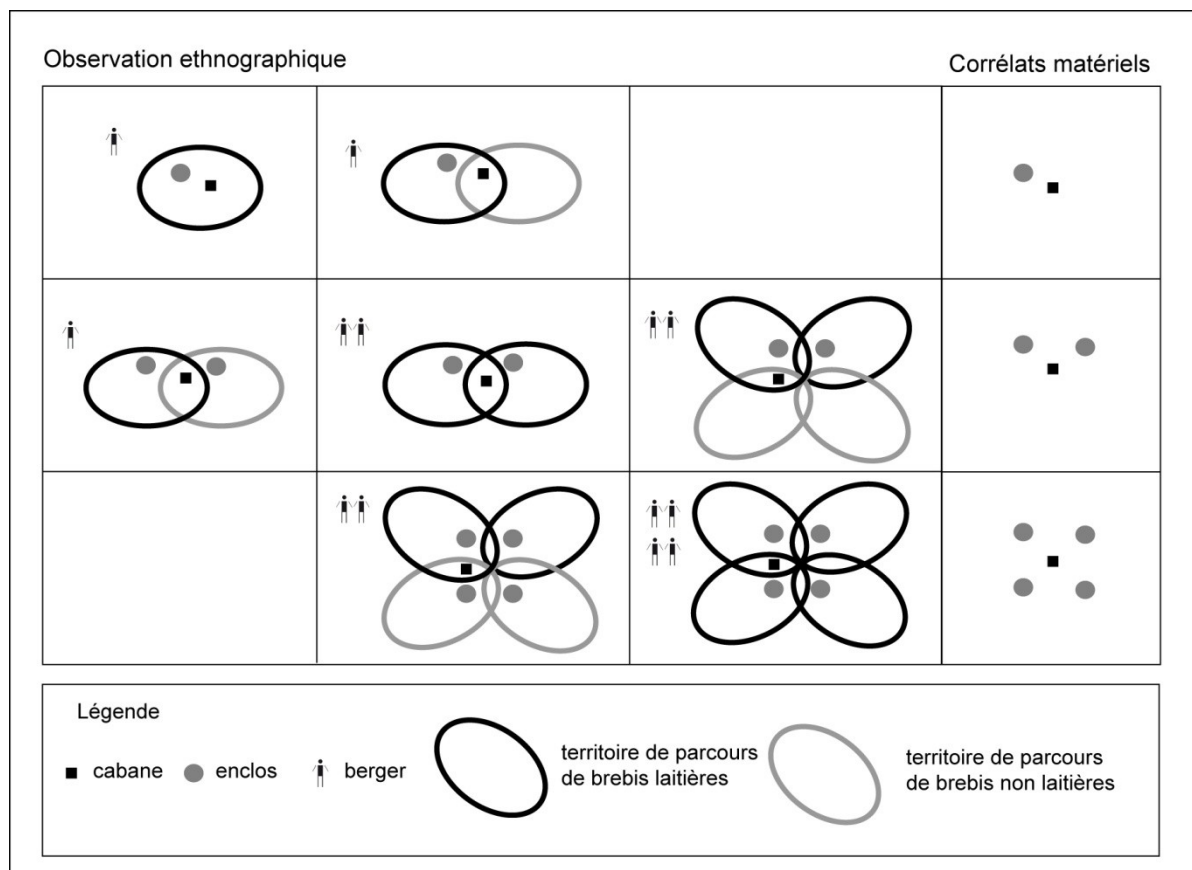 Observation ethnographique
Corrélats matériels
Légende
cabane
enclos
berger
territoire de parcours
de brebis laitières
territoire de parcours
de brebis non laitières